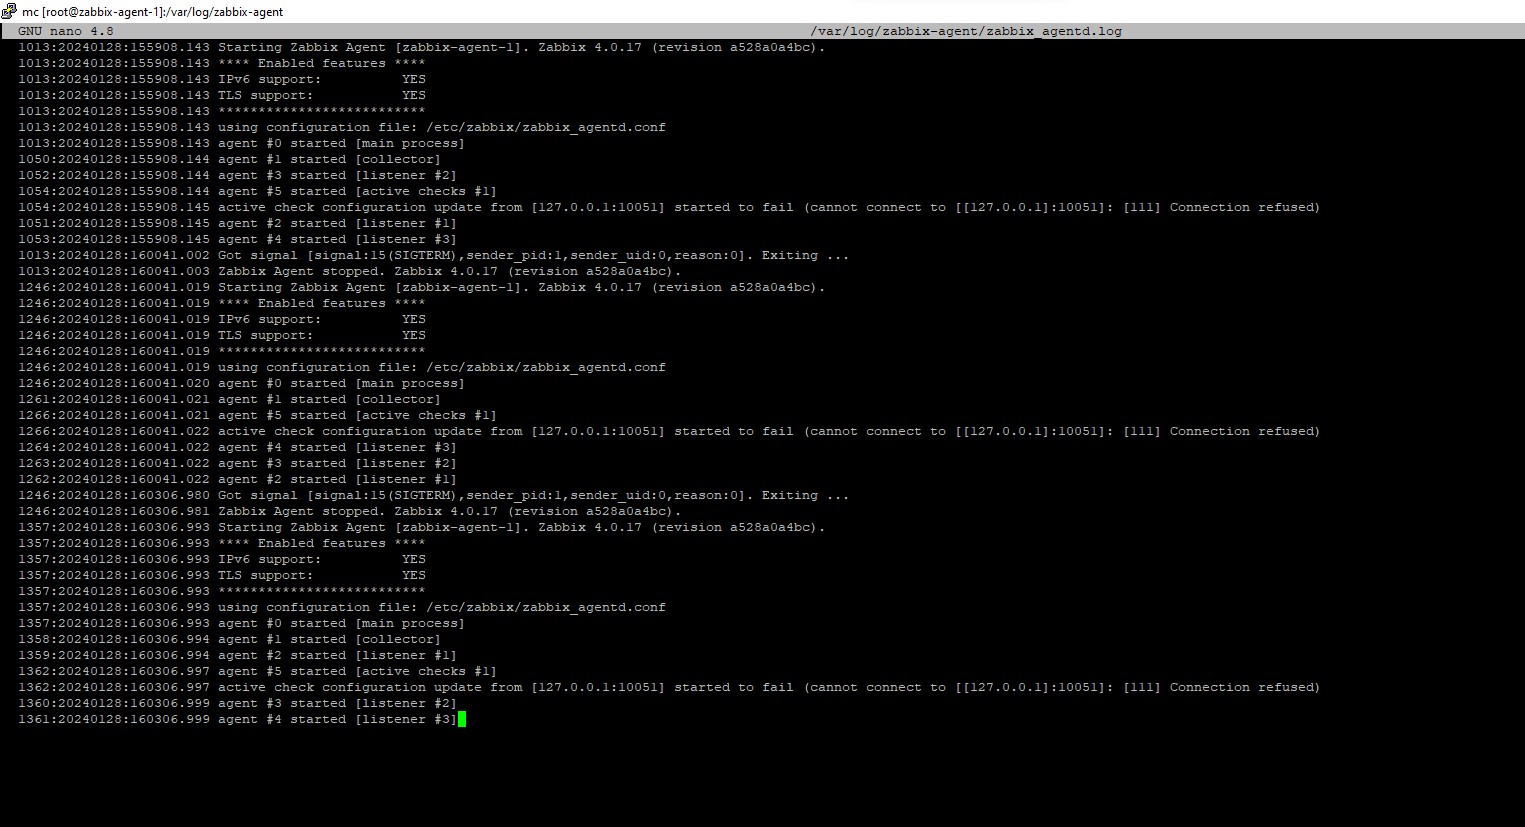 mc [root@zabbix-agent-1]:/var/log/zabbix-agent
GNU nano 4.8 /var/log/zabbix-agent/zabbix_agentd.log
1013:20240128:155908.143 Starting Zabbix Agent [zabbix-agent-1]. Zabbix 4.0.17 (revision a528a0a4bc).
1013:20240128:155908.143 **** Enabled features ****
1013:20240128:155908.143 IPv6 support: YES
1013:20240128:155908.143 TLS support: YES
1013:20240128:155908.143 **************************
1013:20240128:155908.143 using configuration file: /etc/zabbix/zabbix_agentd.conf
1013:20240128:155908.143 agent #0 started [main process]
1050:20240128:155908.144 agent #1 started [collector]
1052:20240128:155908.144 agent #3 started [listener #2]
1054:20240128:155908.144 agent #5 started [active checks #1]
1054:20240128:155908.145 active check configuration update from [127.0.0.1:10051] started to fail (cannot connect to [[127.0.0.1]:10051]: [111] Connection refused)
1051:20240128:155908.145 agent #2 started [listener #1]
1053:20240128:155908.145 agent #4 started [listener #3]
1013:20240128:160041.002 Got signal [signal:15(SIGTERM),sender_pid:1,sender_uid:0,reason:0]. Exiting ...
1013:20240128:160041.003 Zabbix Agent stopped. Zabbix 4.0.17 (revision a528a0a4bc).
1246:20240128:160041.019 Starting Zabbix Agent [zabbix-agent-1]. Zabbix 4.0.17 (revision a528a0a4bc).
1246:20240128:160041.019 **** Enabled features ****
1246:20240128:160041.019 IPv6 support: YES
1246:20240128:160041.019 TLS support: YES
1246:20240128:160041.019 **************************
1246:20240128:160041.019 using configuration file: /etc/zabbix/zabbix_agentd.conf
1246:20240128:160041.020 agent #0 started [main process]
1261:20240128:160041.021 agent #1 started [collector]
1266:20240128:160041.021 agent #5 started [active checks #1]
1266:20240128:160041.022 active check configuration update from [127.0.0.1:10051] started to fail (cannot connect to [[127.0.0.1]:10051]: [111] Connection refused)
1264:20240128:160041.022 agent #4 started [listener #3]
1263:20240128:160041.022 agent #3 started [listener #2]
1262:20240128:160041.022 agent #2 started [listener #1]
1246:20240128:160306.980 Got signal [signal:15(SIGTERM),sender_pid:1,sender_uid:0,reason:0]. Exiting ...
1246:20240128:160306.981 Zabbix Agent stopped. Zabbix 4.0.17 (revision a528a0a4bc).
1357:20240128:160306.993 Starting Zabbix Agent [zabbix-agent-1]. Zabbix 4.0.17 (revision a528a0a4bc).
1357:20240128:160306.993 **** Enabled features ****
1357:20240128:160306.993 IPv6 support: YES
1357:20240128:160306.993 TLS support: YES
1357:20240128:160306.993 **************************
1357:20240128:160306.993 using configuration file: /etc/zabbix/zabbix_agentd.conf
1357:20240128:160306.993 agent #0 started [main process]
1358:20240128:160306.994 agent #1 started [collector]
1359:20240128:160306.994 agent #2 started [listener #1]
1362:20240128:160306.997 agent #5 started [active checks #1]
1362:20240128:160306.997 active check configuration update from [127.0.0.1:10051] started to fail (cannot connect to [[127.0.0.1]:10051]: [111] Connection refused)
1360:20240128:160306.999 agent #3 started [listener #2]
1361:20240128:160306.999 agent #4 started [listener #3]